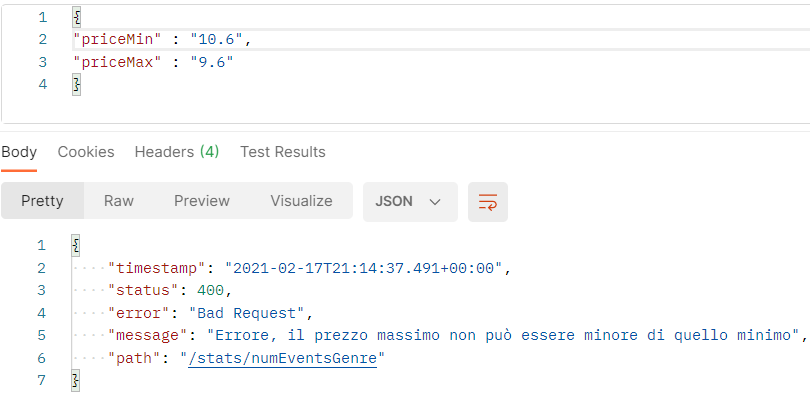 1 {
2 "priceMin" : "10.6",
3 "priceMax" : "9.6"
4 }
Body Cookies Headers (4) Test Results
Pretty Raw Preview Visualize JSON
1 {
2 "timestamp": "2021-02-17T21:14:37.491+00:00",
3 "status": 400,
4 "error": "Bad Request",
5 "message": "Errore, il prezzo massimo non può essere minore di quello minimo",
6 "path": "/stats/numEventsGenre"
7 }